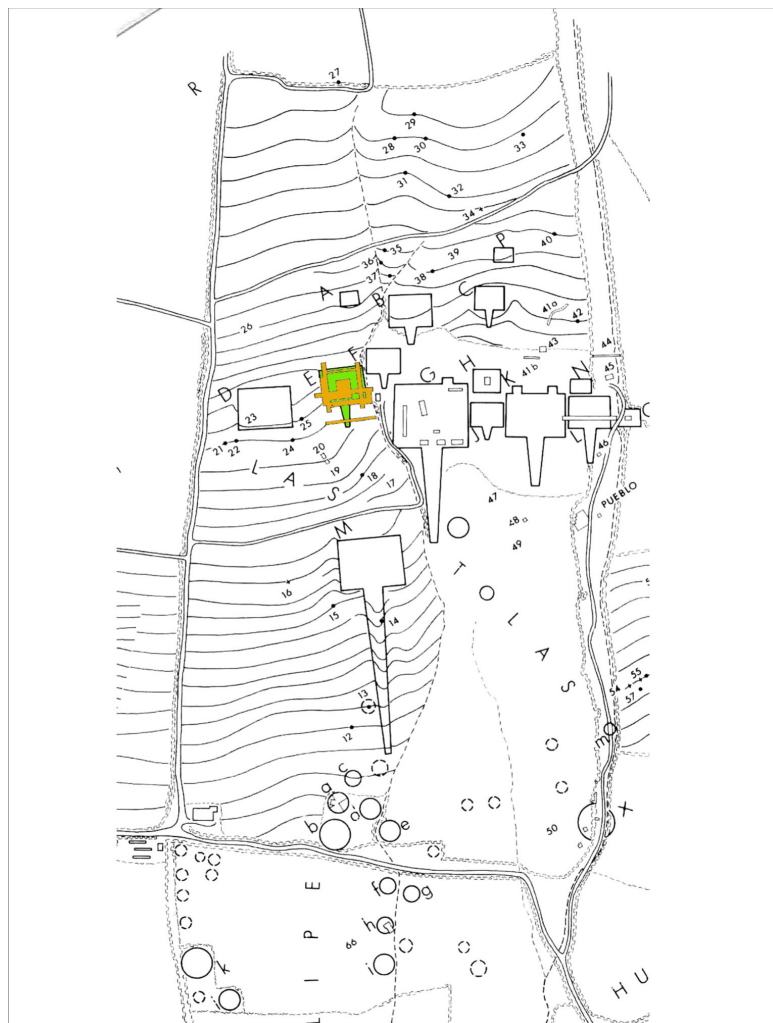 R
27
29
28
30
33
31
32
34
P
40
35
36
39
37
38
A
B
C
41a
42
26
43
44
F
41b
E
G
H
K
N
45
D
23
25
J
L
46
21
22
24
20
L A S
19
18
17
PUEBLO
47
48
49
M
T L A S
16
15
14
55
54
57
13
m
12
c
a
o
X
b
e
50
f
g
I P E
h
66
i
k
H U
L